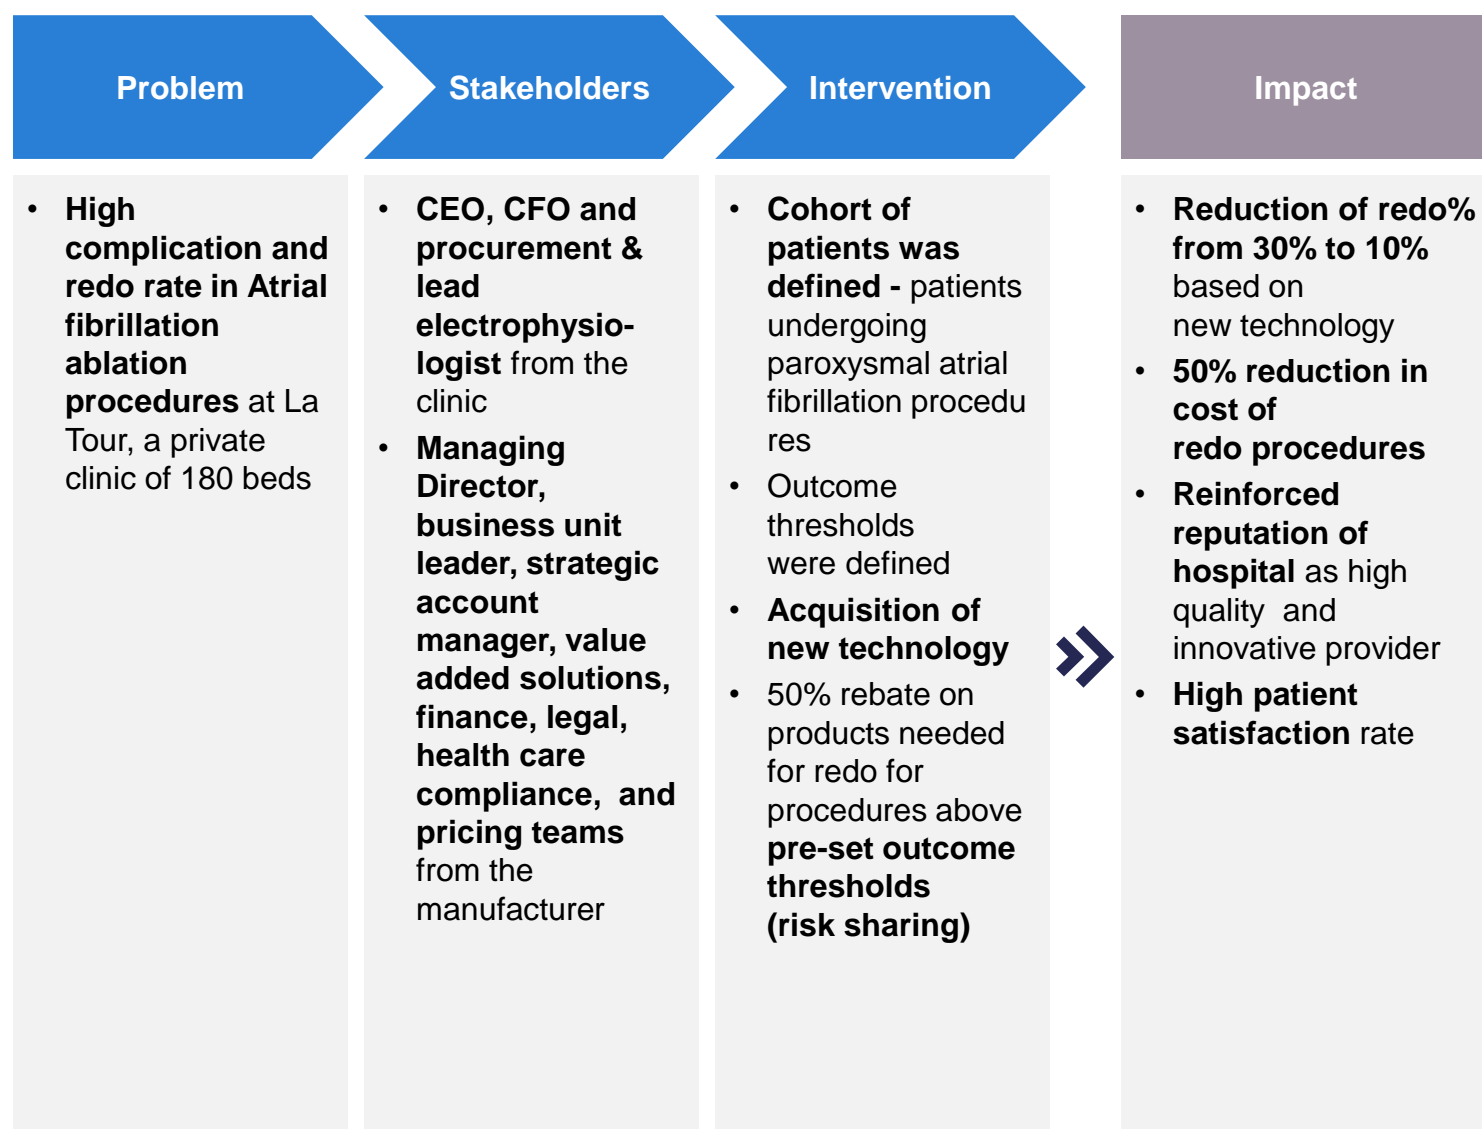 Problem
Stakeholders
Intervention
Impact
• High
complication and
redo rate in Atrial
fibrillation
ablation
procedures at La
Tour, a private
clinic of 180 beds
• CEO, CFO and
procurement &
lead
electrophysio-
logist from the
clinic
• Managing
Director,
business unit
leader, strategic
account
manager, value
added solutions,
finance, legal,
health care
compliance, and
pricing teams
from the
manufacturer
• Cohort of
patients was
defined - patients
undergoing
paroxysmal atrial
fibrillation procedu
res
• Outcome
thresholds
were defined
• Acquisition of
new technology
• 50% rebate on
products needed
for redo for
procedures above
pre-set outcome
thresholds
(risk sharing)
• Reduction of redo%
from 30% to 10%
based on
new technology
• 50% reduction in
cost of
redo procedures
• Reinforced
reputation of
hospital as high
quality and
innovative provider
• High patient
satisfaction rate